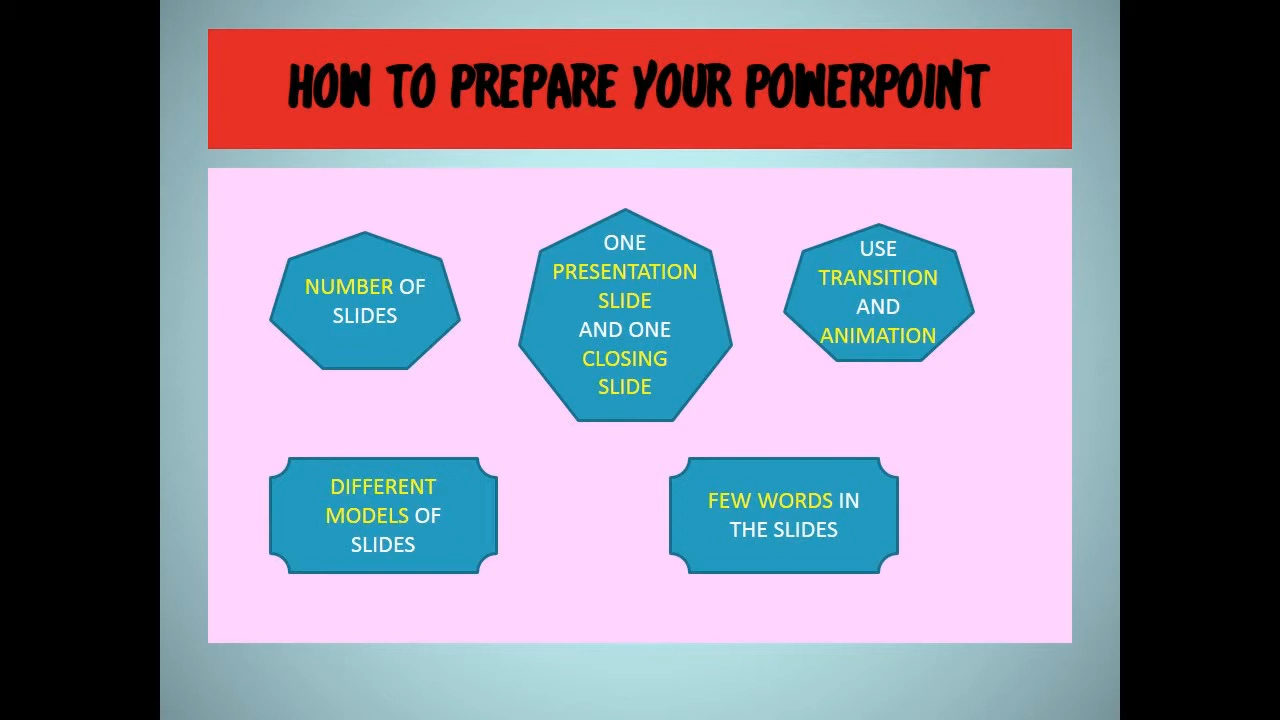 HOW TO PREPARE YOUR POWERPOINT
NUMBER OF
SLIDES
ONE
PRESENTATION
SLIDE
AND ONE
CLOSING
SLIDE
USE
TRANSITION
AND
ANIMATION
DIFFERENT
MODELS OF
SLIDES
FEW WORDS IN
THE SLIDES